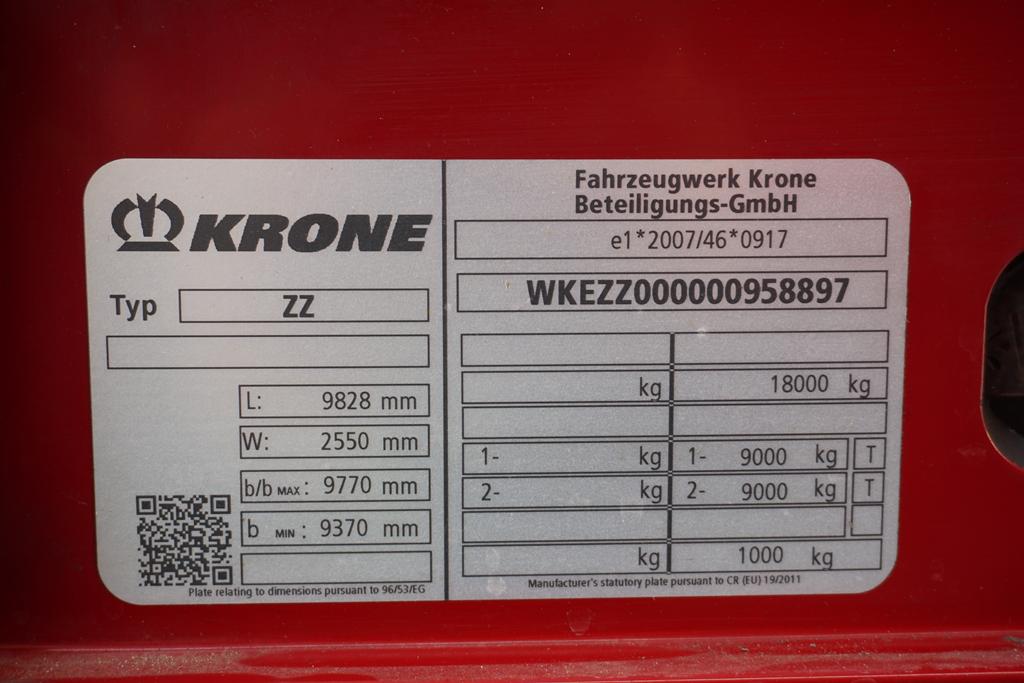 KRONE
Typ ZZ
L: 9828 mm
W: 2550 mm
b/b MAX : 9770 mm
b MIN : 9370 mm
Plate relating to dimensions pursuant to 96/53/EG
Fahrzeugwerk Krone
Beteiligungs-GmbH
e1*2007/46*0917
WKEZZ000000958897
kg 18000 kg
1- kg 1- 9000 kg T
2- kg 2- 9000 kg T
kg 1000 kg
Manufacturer's statutory plate pursuant to CR (EU) 19/2011